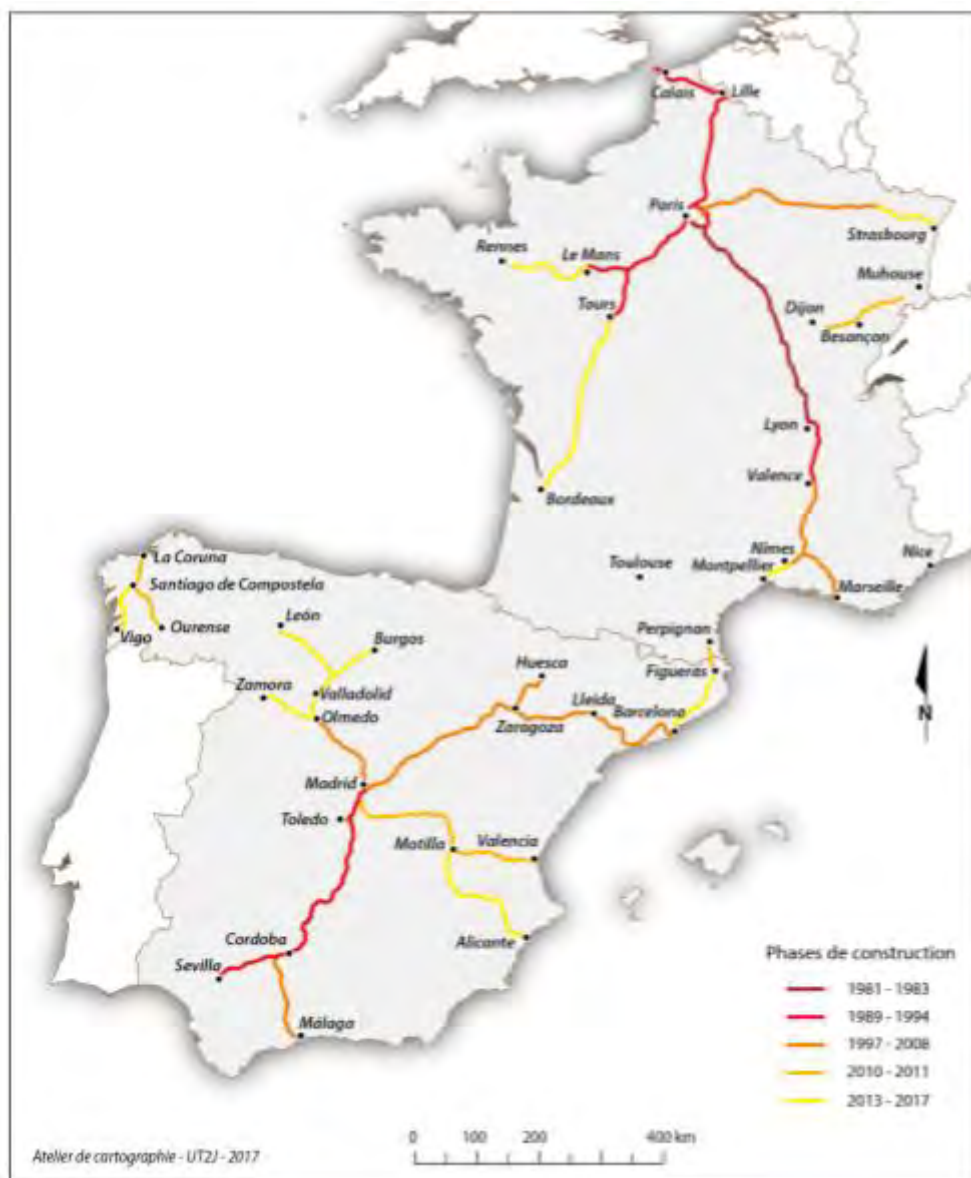 Calais
Lille
Paris
Strasbourg
Rennes
Le Mans
Muhouse
Tours
Dijon
Besançon
Lyon
Valence
Bordeaux
Nîmes
Nice
Toulouse
Montpellier
Marseille
La Coruna
Santiago de Compostela
León
Ourense
Vigo
Burgos
Perpignan
Huesca
Figueras
Zamora
Valladolid
Lleida
Barcelona
Olmedo
Zaragoza
N
Madrid
Toledo
Motilla
Valencia
Cordoba
Alicante
Sevilla
Málaga
Phases de construction
1981 - 1983
1989 - 1994
1997 - 2008
2010 - 2011
2013 - 2017
0 100 200 400 km
Atelier de cartographie - UT2J - 2017